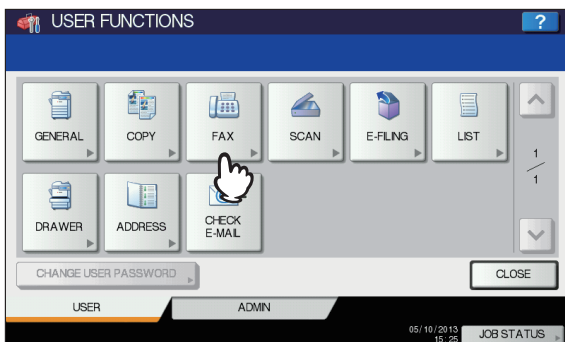 USER FUNCTIONS
?
GENERAL
COPY
FAX
SCAN
E-FILING
LIST
1
1
DRAWER
ADDRESS
CHECK
E-MAIL
CHANGE USER PASSWORD
CLOSE
USER
ADMIN
05/10/2013
15:25
JOB STATUS